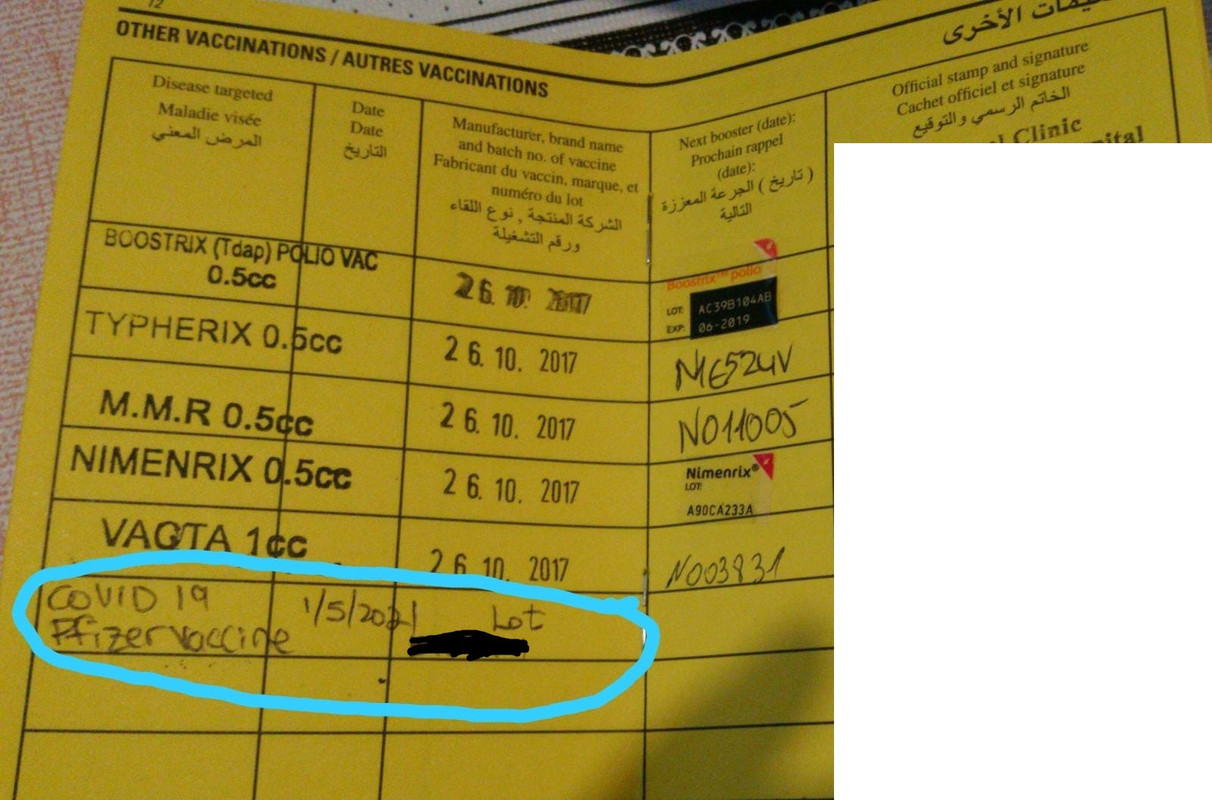 12
OTHER VACCINATIONS / AUTRES VACCINATIONS
Disease targeted
Maladie visée
المرض المعني
Date
Date
التاريخ
Manufacturer, brand name
and batch no. of vaccine
Fabricant du vaccin, marque, et
numéro du lot
الشركة المنتجة , نوع اللقاء
ورقم التشغيلة
Next booster (date):
Prochain rappel
(date):
( تاريخ ) الجرعة المعززة
التالية
الأخرى
Official stamp and signature
Cachet officiel et signature
الخاتم الرسمي والتوقيع
Clinic
BOOSTRIX (Tdap) POLIO VAC
0.5cc
26. 10 2017
Boostrix™ polio
LOT: AC39B104AB
EXP: 06-2019
TYPHERIX 0.5cc
26. 10. 2017
M.M.R 0.5cc
26. 10. 2017
N011005
NIMENRIX 0.5cc
26. 10. 2017
Nimenrix®
LOT:
A90CA233A
VAQTA 1cc
26. 10. 2017
N003831
COVID 19
Pfizer vaccine
1/5/2021
Lot